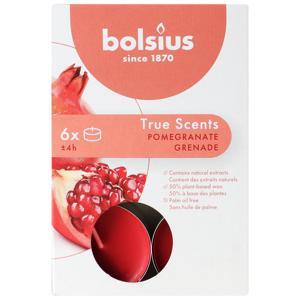 bolsius
since 1870
True Scents
POMEGRANATE
GRENADE
6x
±4h
Contains natural extracts
Contient des extraits naturels
50% plant-based wax
50% à base des plantes
Palm oil free
Sans huile de palme